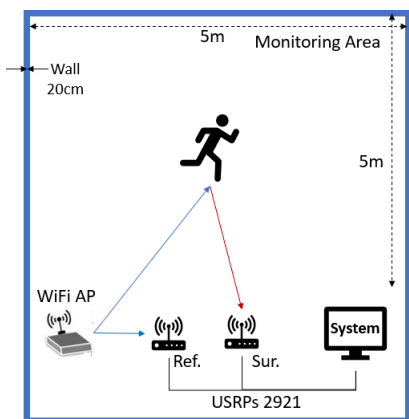 5m
Monitoring Area
Wall
20cm
5m
WiFi AP
Ref.
Sur.
System
USRPs 2921